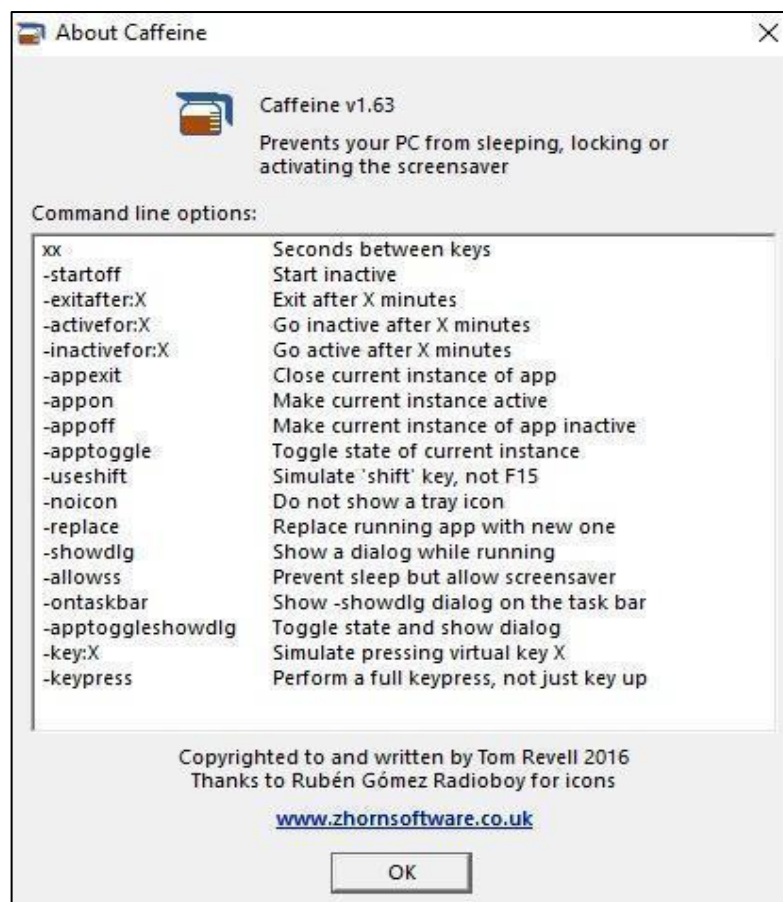 About Caffeine
Caffeine v1.63
Prevents your PC from sleeping, locking or
activating the screensaver
Command line options:
xx Seconds between keys
-startoff Start inactive
-exitafter:X Exit after X minutes
-activefor:X Go inactive after X minutes
-inactivefor:X Go active after X minutes
-appexit Close current instance of app
-appon Make current instance active
-appoff Make current instance of app inactive
-apptoggle Toggle state of current instance
-useshift Simulate 'shift' key, not F15
-noicon Do not show a tray icon
-replace Replace running app with new one
-showdlg Show a dialog while running
-allowss Prevent sleep but allow screensaver
-ontaskbar Show -showdlg dialog on the task bar
-apptoggleshowdlg Toggle state and show dialog
-key:X Simulate pressing virtual key X
-keypress Perform a full keypress, not just key up
Copyrighted to and written by Tom Revell 2016
Thanks to Rubén Gómez Radioboy for icons
www.zhornsoftware.co.uk
OK